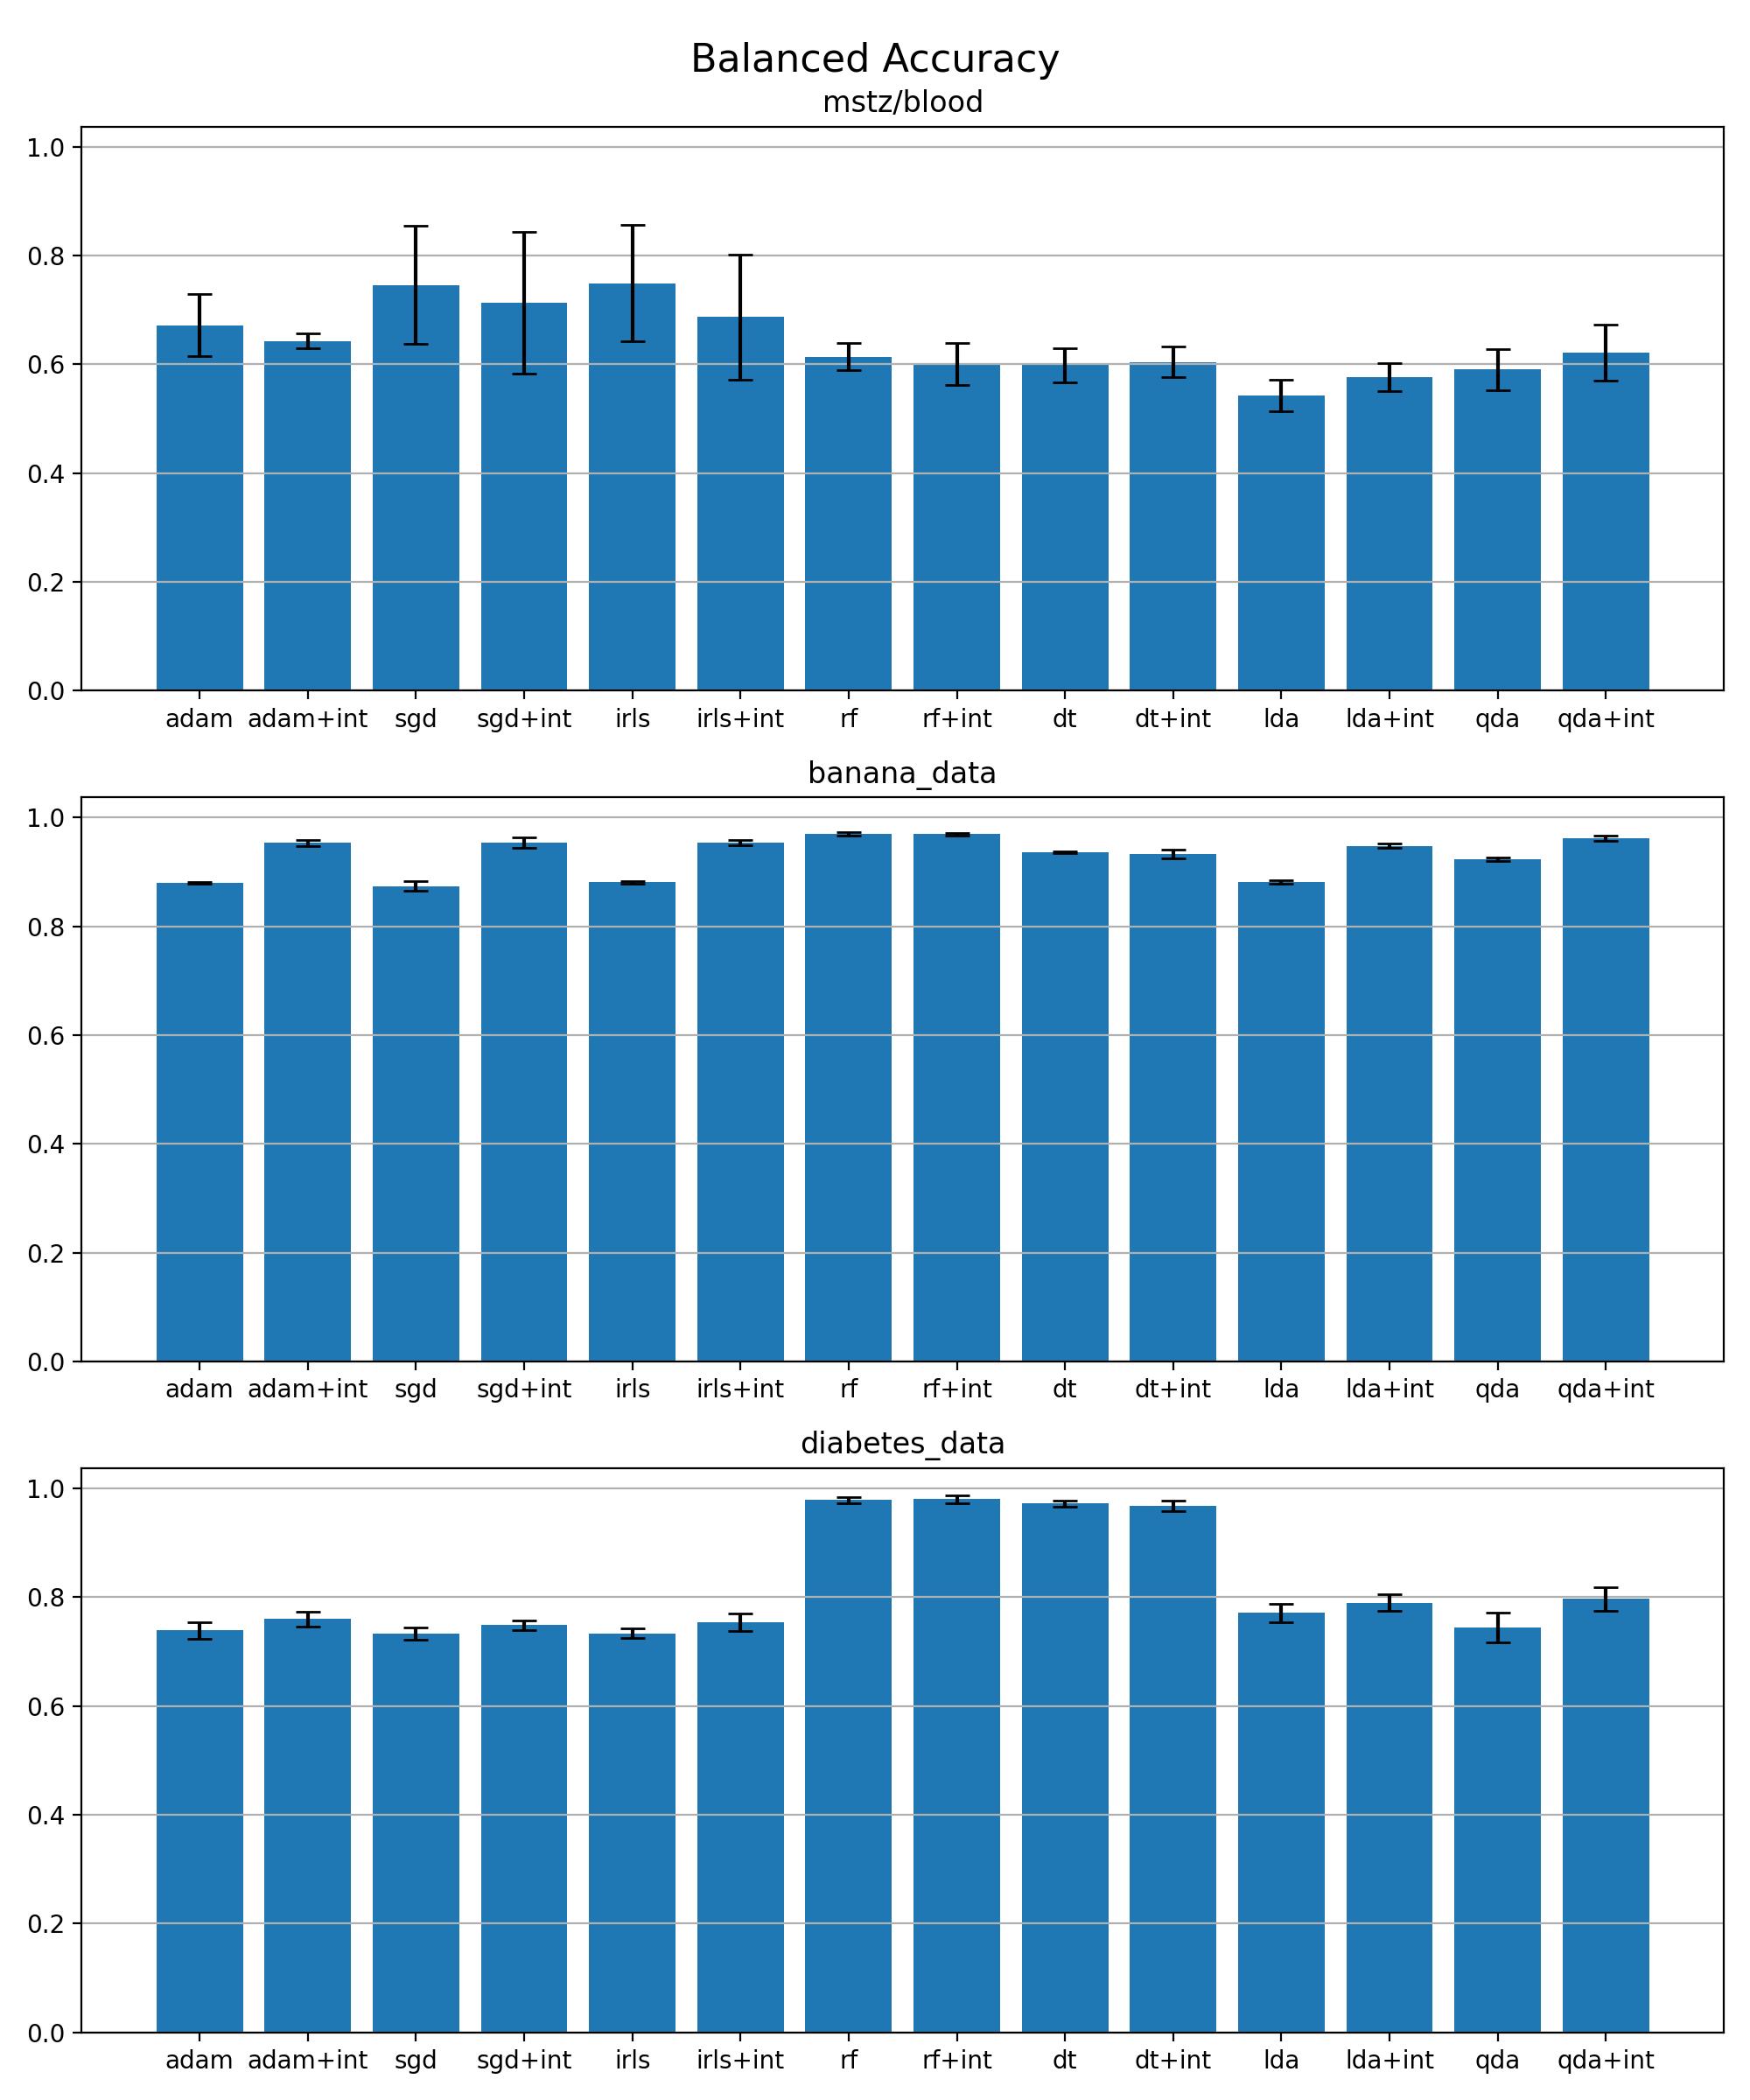 Balanced Accuracy
mstz/blood
1.0
0.8
0.6
0.4
0.2
0.0
adam adam+int sgd sgd+int irls irls+int rf rf+int dt dt+int lda lda+int qda qda+int
banana_data
1.0
0.8
0.6
0.4
0.2
0.0
adam adam+int sgd sgd+int irls irls+int rf rf+int dt dt+int lda lda+int qda qda+int
diabetes_data
1.0
0.8
0.6
0.4
0.2
0.0
adam adam+int sgd sgd+int irls irls+int rf rf+int dt dt+int lda lda+int qda qda+int